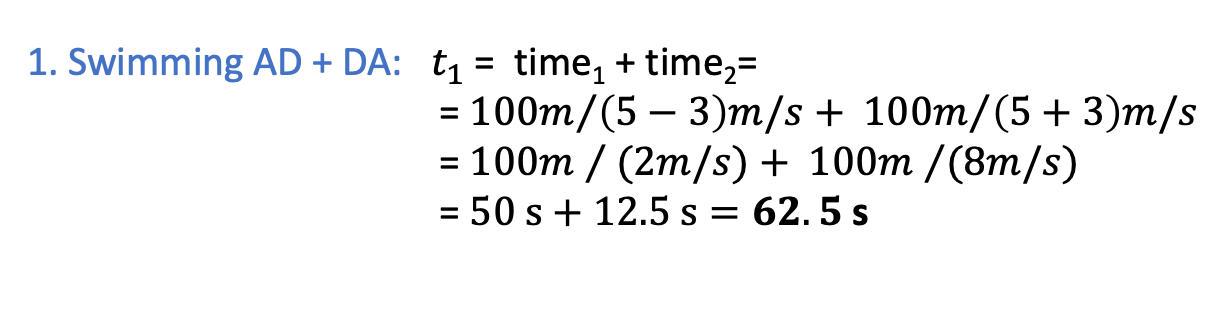 1. Swimming AD + DA: t₁ = time₁ + time₂=
= 100m/(5 − 3)m/s + 100m/(5 + 3)m/s
= 100m / (2m/s) + 100m /(8m/s)
= 50 s + 12.5 s = 62.5 s